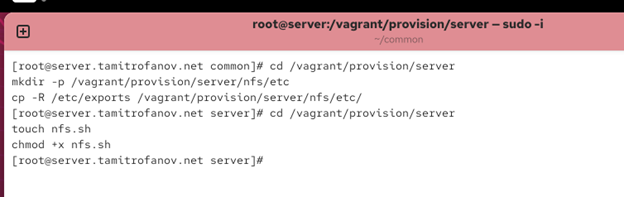 root@server:/vagrant/provision/server — sudo -i
~/common
[root@server.tamitrofanov.net common]# cd /vagrant/provision/server
mkdir -p /vagrant/provision/server/nfs/etc
cp -R /etc/exports /vagrant/provision/server/nfs/etc/
[root@server.tamitrofanov.net server]# cd /vagrant/provision/server
touch nfs.sh
chmod +x nfs.sh
[root@server.tamitrofanov.net server]#